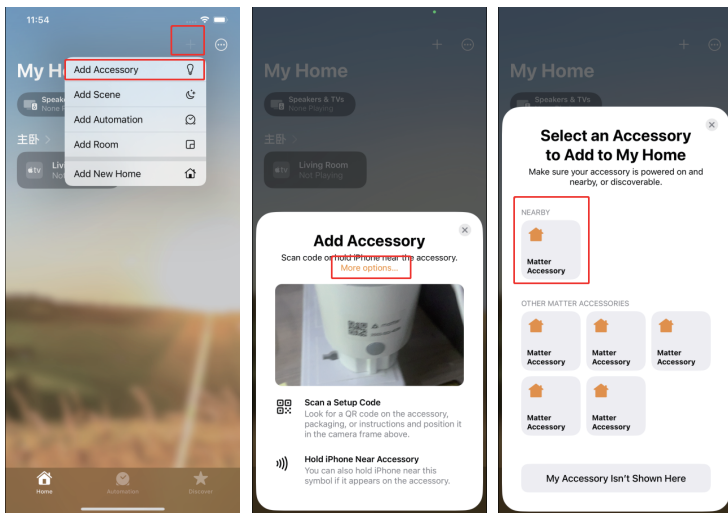 11:54
My H
Add Accessory
Add Scene
Add Automation
Add Room
Add New Home
Speak
None
主卧 >
tv
Liv
Not
Home
Automation
Discover
My Home
Speakers & TVs
None Playing
主卧 >
tv
Living Room
Not Playing
Add Accessory
Scan code or hold iPhone near the accessory.
More options...
Scan a Setup Code
Look for a QR code on the accessory,
packaging, or instructions and position it
in the camera frame above.
Hold iPhone Near Accessory
You can also hold iPhone near this
symbol if it appears on the accessory.
My Home
Speakers & TVs
Select an Accessory
to Add to My Home
Make sure your accessory is powered on and
nearby, or discoverable.
NEARBY
Matter
Accessory
OTHER MATTER ACCESSORIES
Matter
Accessory
Matter
Accessory
Matter
Accessory
Matter
Accessory
Matter
Accessory
My Accessory Isn't Shown Here